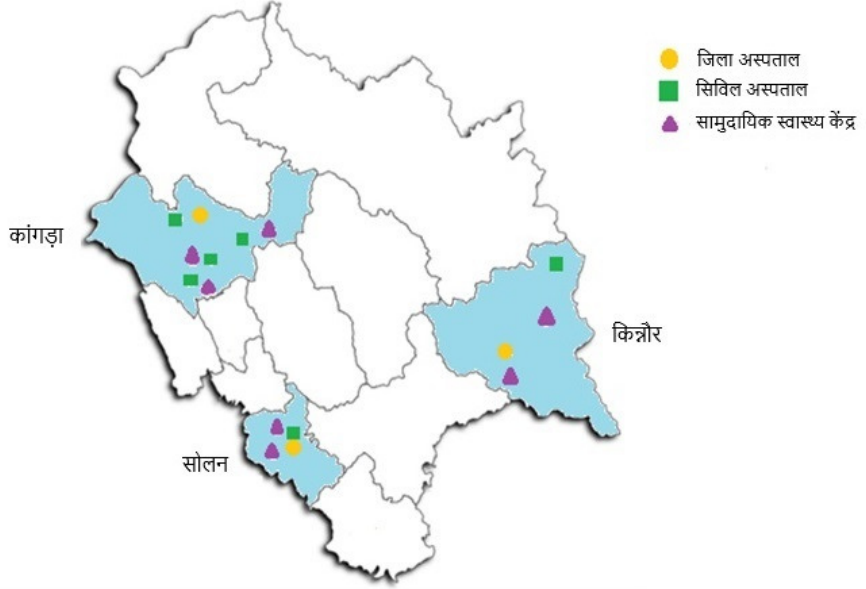 जिला अस्पताल
सिविल अस्पताल
सामुदायिक स्वास्थ्य केंद्र
कांगड़ा
किन्नौर
सोलन